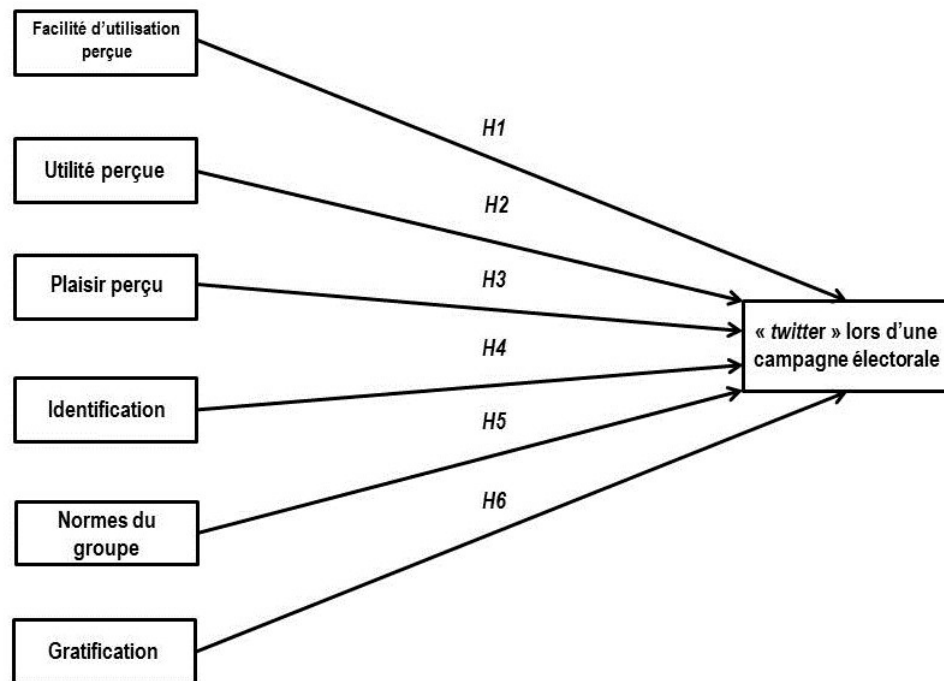 Facilité d'utilisation
perçue
H1
Utilité perçue
H2
Plaisir perçu
H3
« twitter » lors d'une
campagne électorale
H4
Identification
H5
Normes du
groupe
H6
Gratification